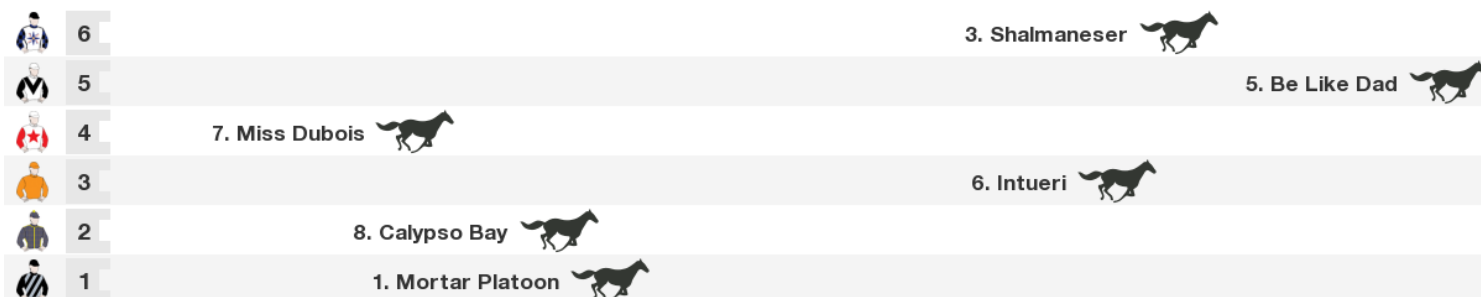 6 3. Shalmaneser
5 5. Be Like Dad
4 7. Miss Dubois
3 6. Intueri
2 8. Calypso Bay
1 1. Mortar Platoon